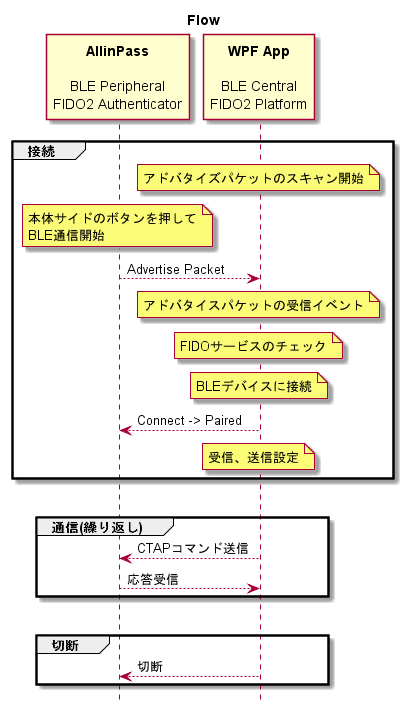 Flow
AllinPass
BLE Peripheral
FIDO2 Authenticator
WPF App
BLE Central
FIDO2 Platform
接続
アドバタイズパケットのスキャン開始
本体サイドのボタンを押して
BLE通信開始
Advertise Packet
アドバタイスパケットの受信イベント
FIDOサービスのチェック
BLEデバイスに接続
Connect -> Paired
受信、送信設定
通信(繰り返し)
CTAPコマンド送信
応答受信
切断
切断